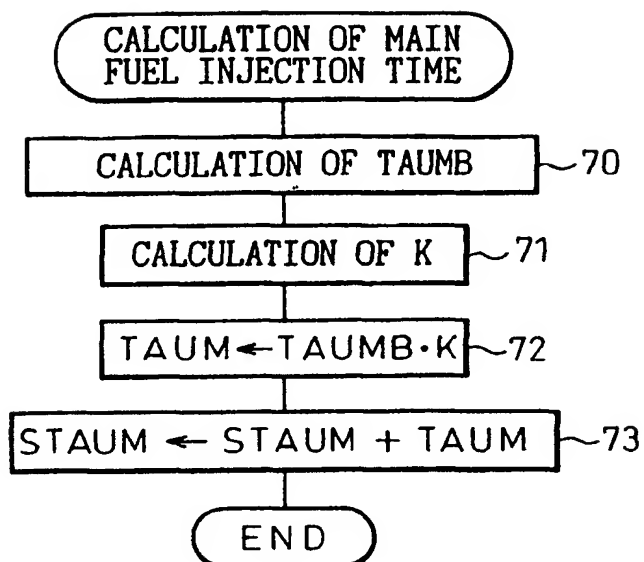 CALCULATION OF MAIN
FUEL INJECTION TIME
CALCULATION OF TAUMB
70
CALCULATION OF K
71
TAUM ← TAUMB·K
72
STAUM ← STAUM + TAUM
73
END